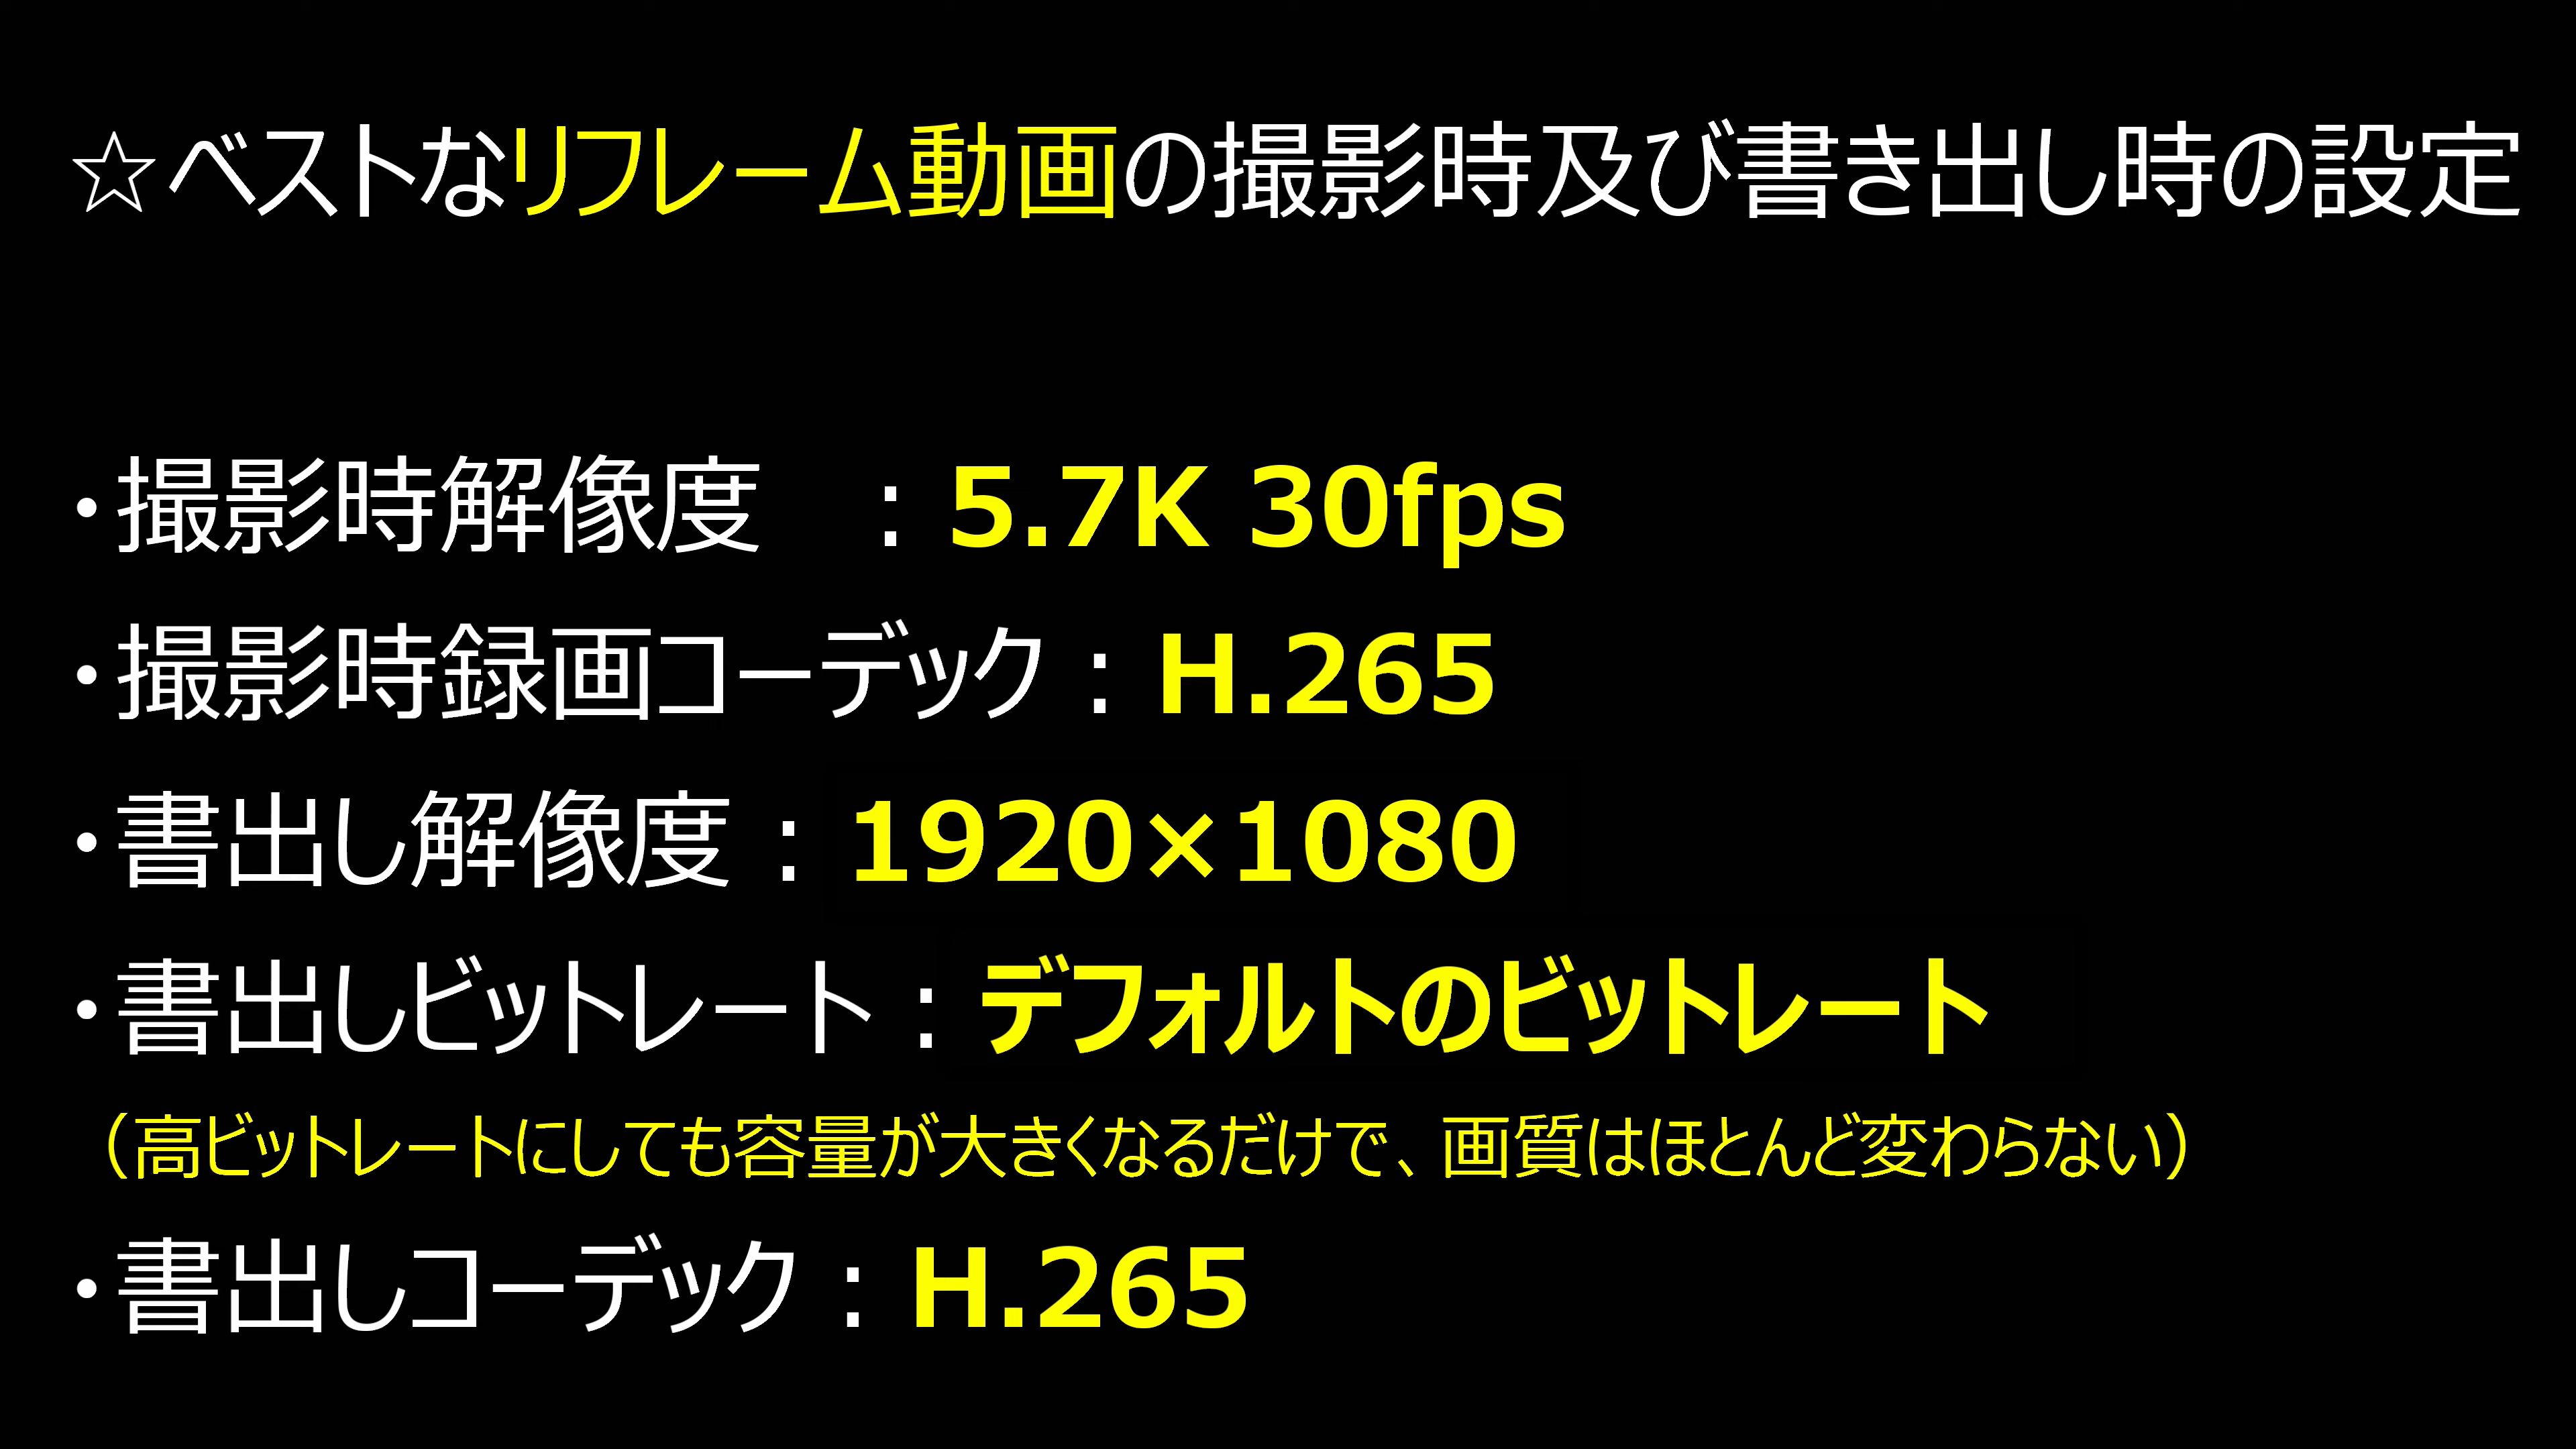 ☆ベストなリフレーム動画の撮影時及び書き出し時の設定
・撮影時解像度　：5.7K 30fps
・撮影時録画コーデック：H.265
・書出し解像度：1920×1080
・書出しビットレート：デフォルトのビットレート
（高ビットレートにしても容量が大きくなるだけで、画質はほとんど変わらない）
・書出しコーデック：H.265